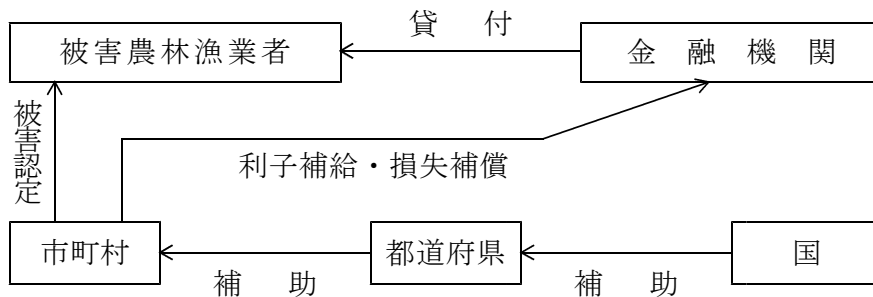 貸付
被害農林漁業者
金融機関
被害認定
利子補給・損失補償
市町村
都道府県
国
補助
補助